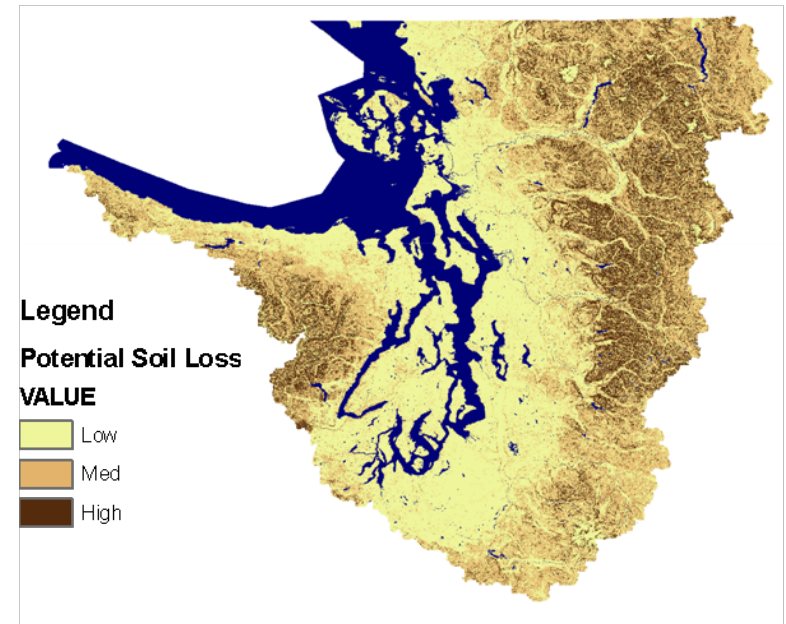 Legend
Potential Soil Loss
VALUE
Low
Med
High